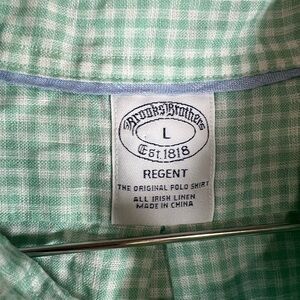 Brooks Brothers
L
Est. 1818
REGENT
THE ORIGINAL POLO SHIRT
ALL IRISH LINEN
MADE IN CHINA